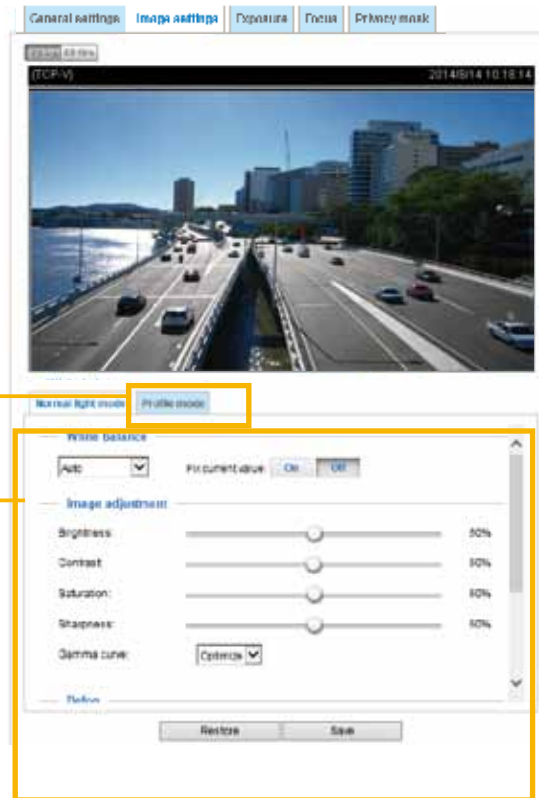 General settings Image settings Exposure Focus Privacy mask
(TCP-V) 2014/8/14 10:18:14
Normal light mode Profile mode
White balance
Auto Fix current value: On Off
Image adjustment
Brightness: 50%
Contrast: 50%
Saturation: 50%
Sharpness: 50%
Gamma curve: Optimize
Defog
Restore Save